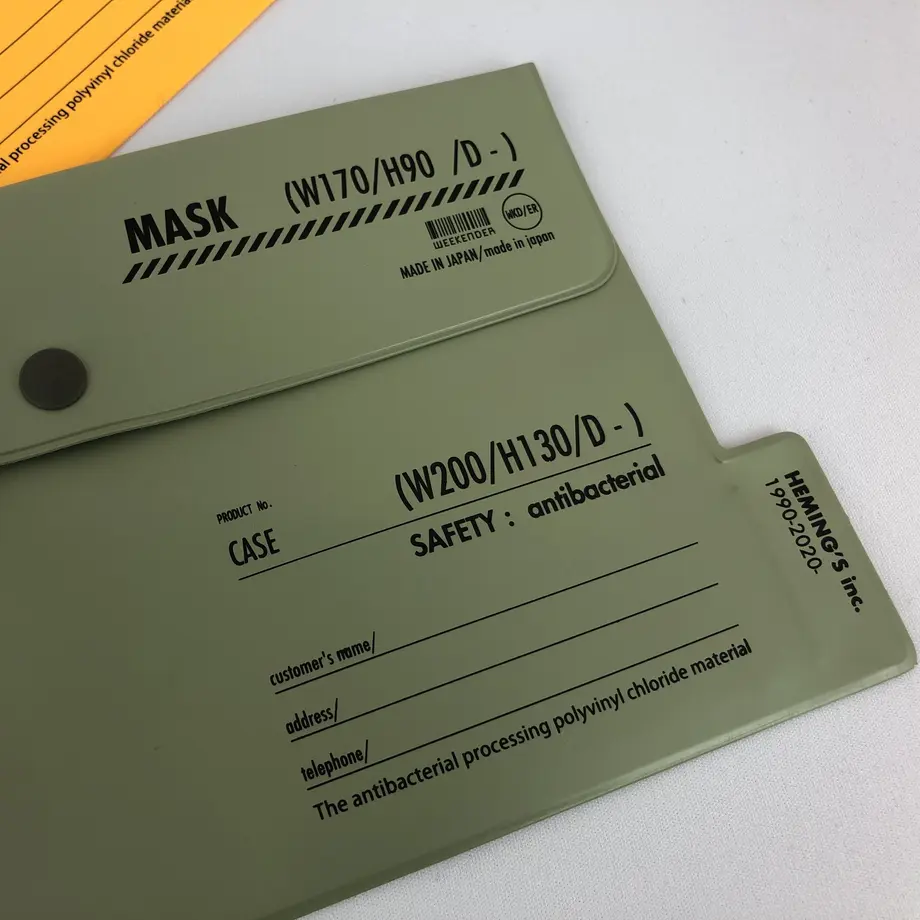 al processing polyvinyl chloride material
MASK (W170/H90 /D - )
WEEKENDER
WKD/ER
MADE IN JAPAN/made in japan
(W200/H130/D - )
PRODUCT No.
CASE
SAFETY : antibacterial
customer's name/
address/
telephone/
The antibacterial processing polyvinyl chloride material
HEMING'S inc.
1990-2020-